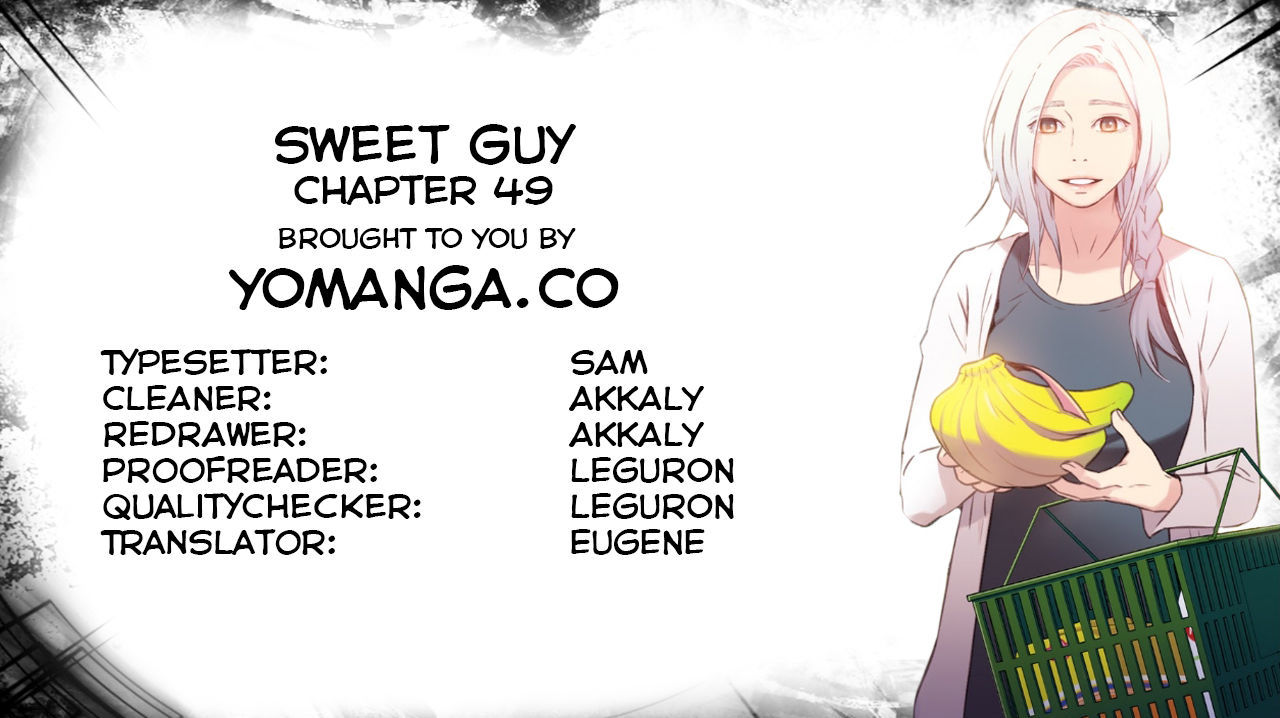 SWEET GUY
CHAPTER 49
BROUGHT TO YOU BY
YOMANGA.CO
TYPESETTER: SAM
CLEANER: AKKALY
REDRAWER: AKKALY
PROOFREADER: LEGURON
QUALITYCHECKER: LEGURON
TRANSLATOR: EUGENE